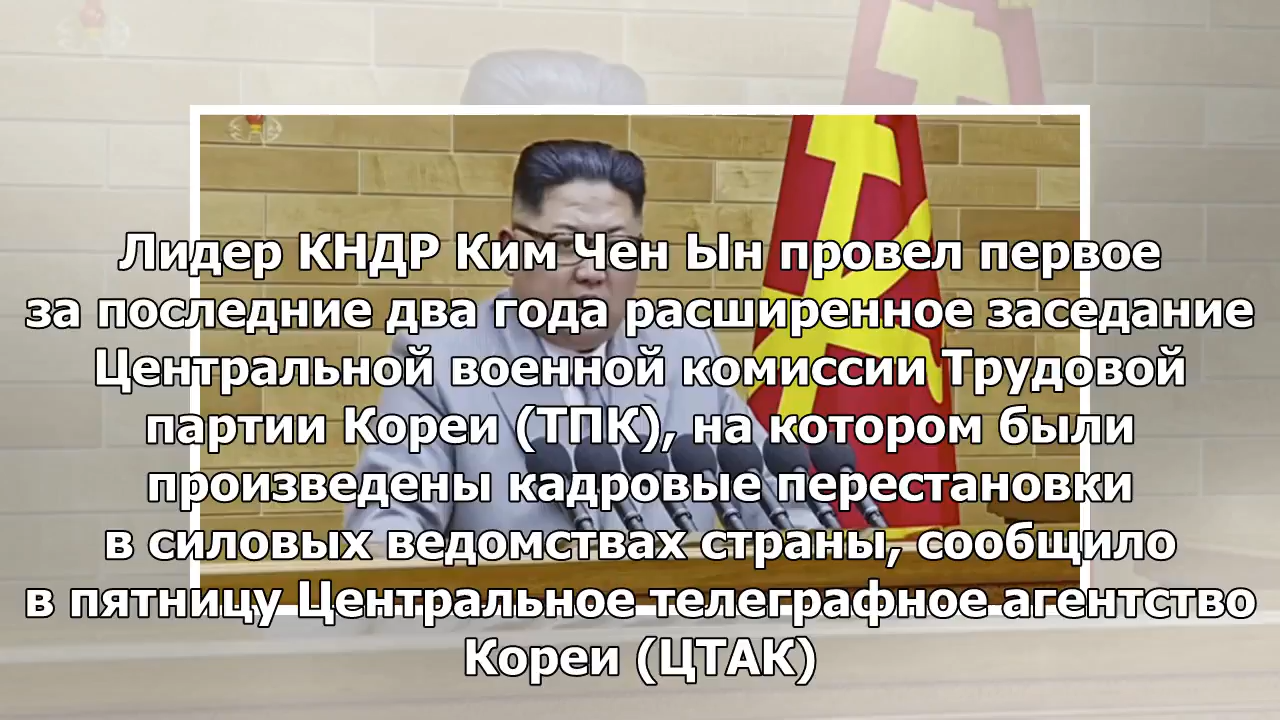 Лидер КНДР Ким Чен Ын провел первое
за последние два года расширенное заседание
Центральной военной комиссии Трудовой
партии Кореи (ТПК), на котором были
произведены кадровые перестановки
в силовых ведомствах страны, сообщило
в пятницу Центральное телеграфное агентство
Кореи (ЦТАК)